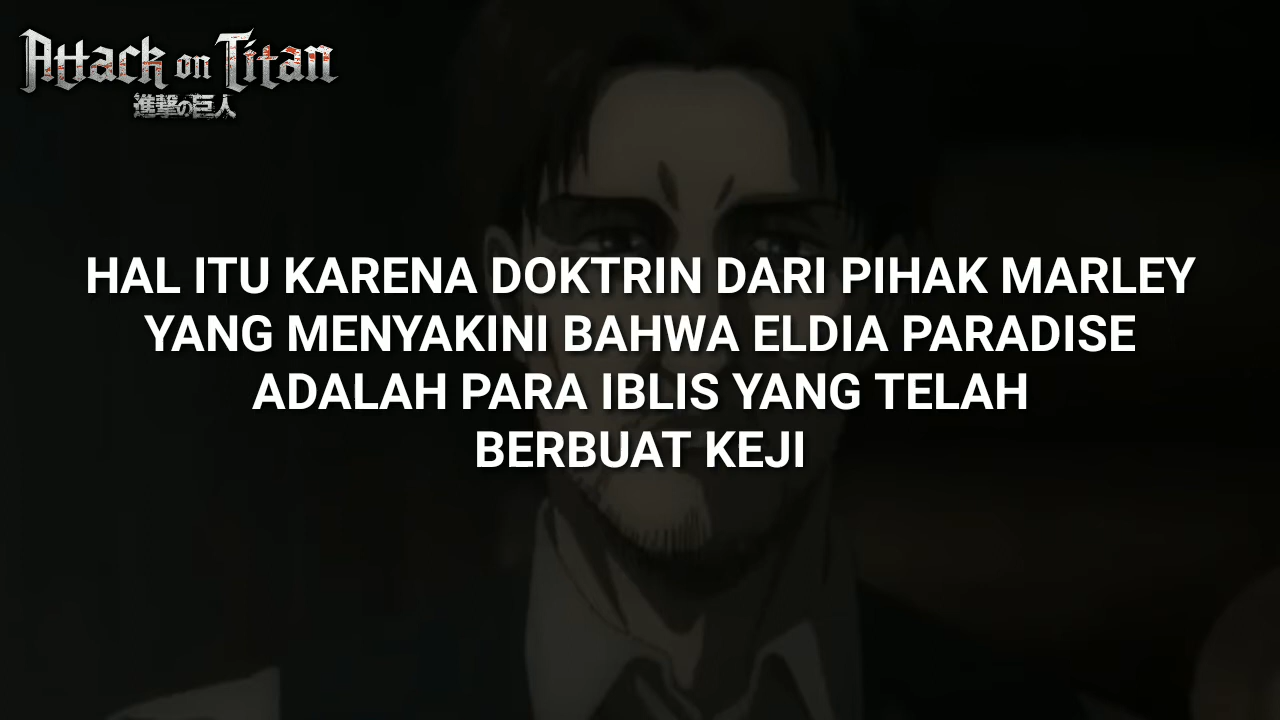 Attack on Titan
進撃の巨人
HAL ITU KARENA DOKTRIN DARI PIHAK MARLEY
YANG MENYAKINI BAHWA ELDIA PARADISE
ADALAH PARA IBLIS YANG TELAH
BERBUAT KEJI